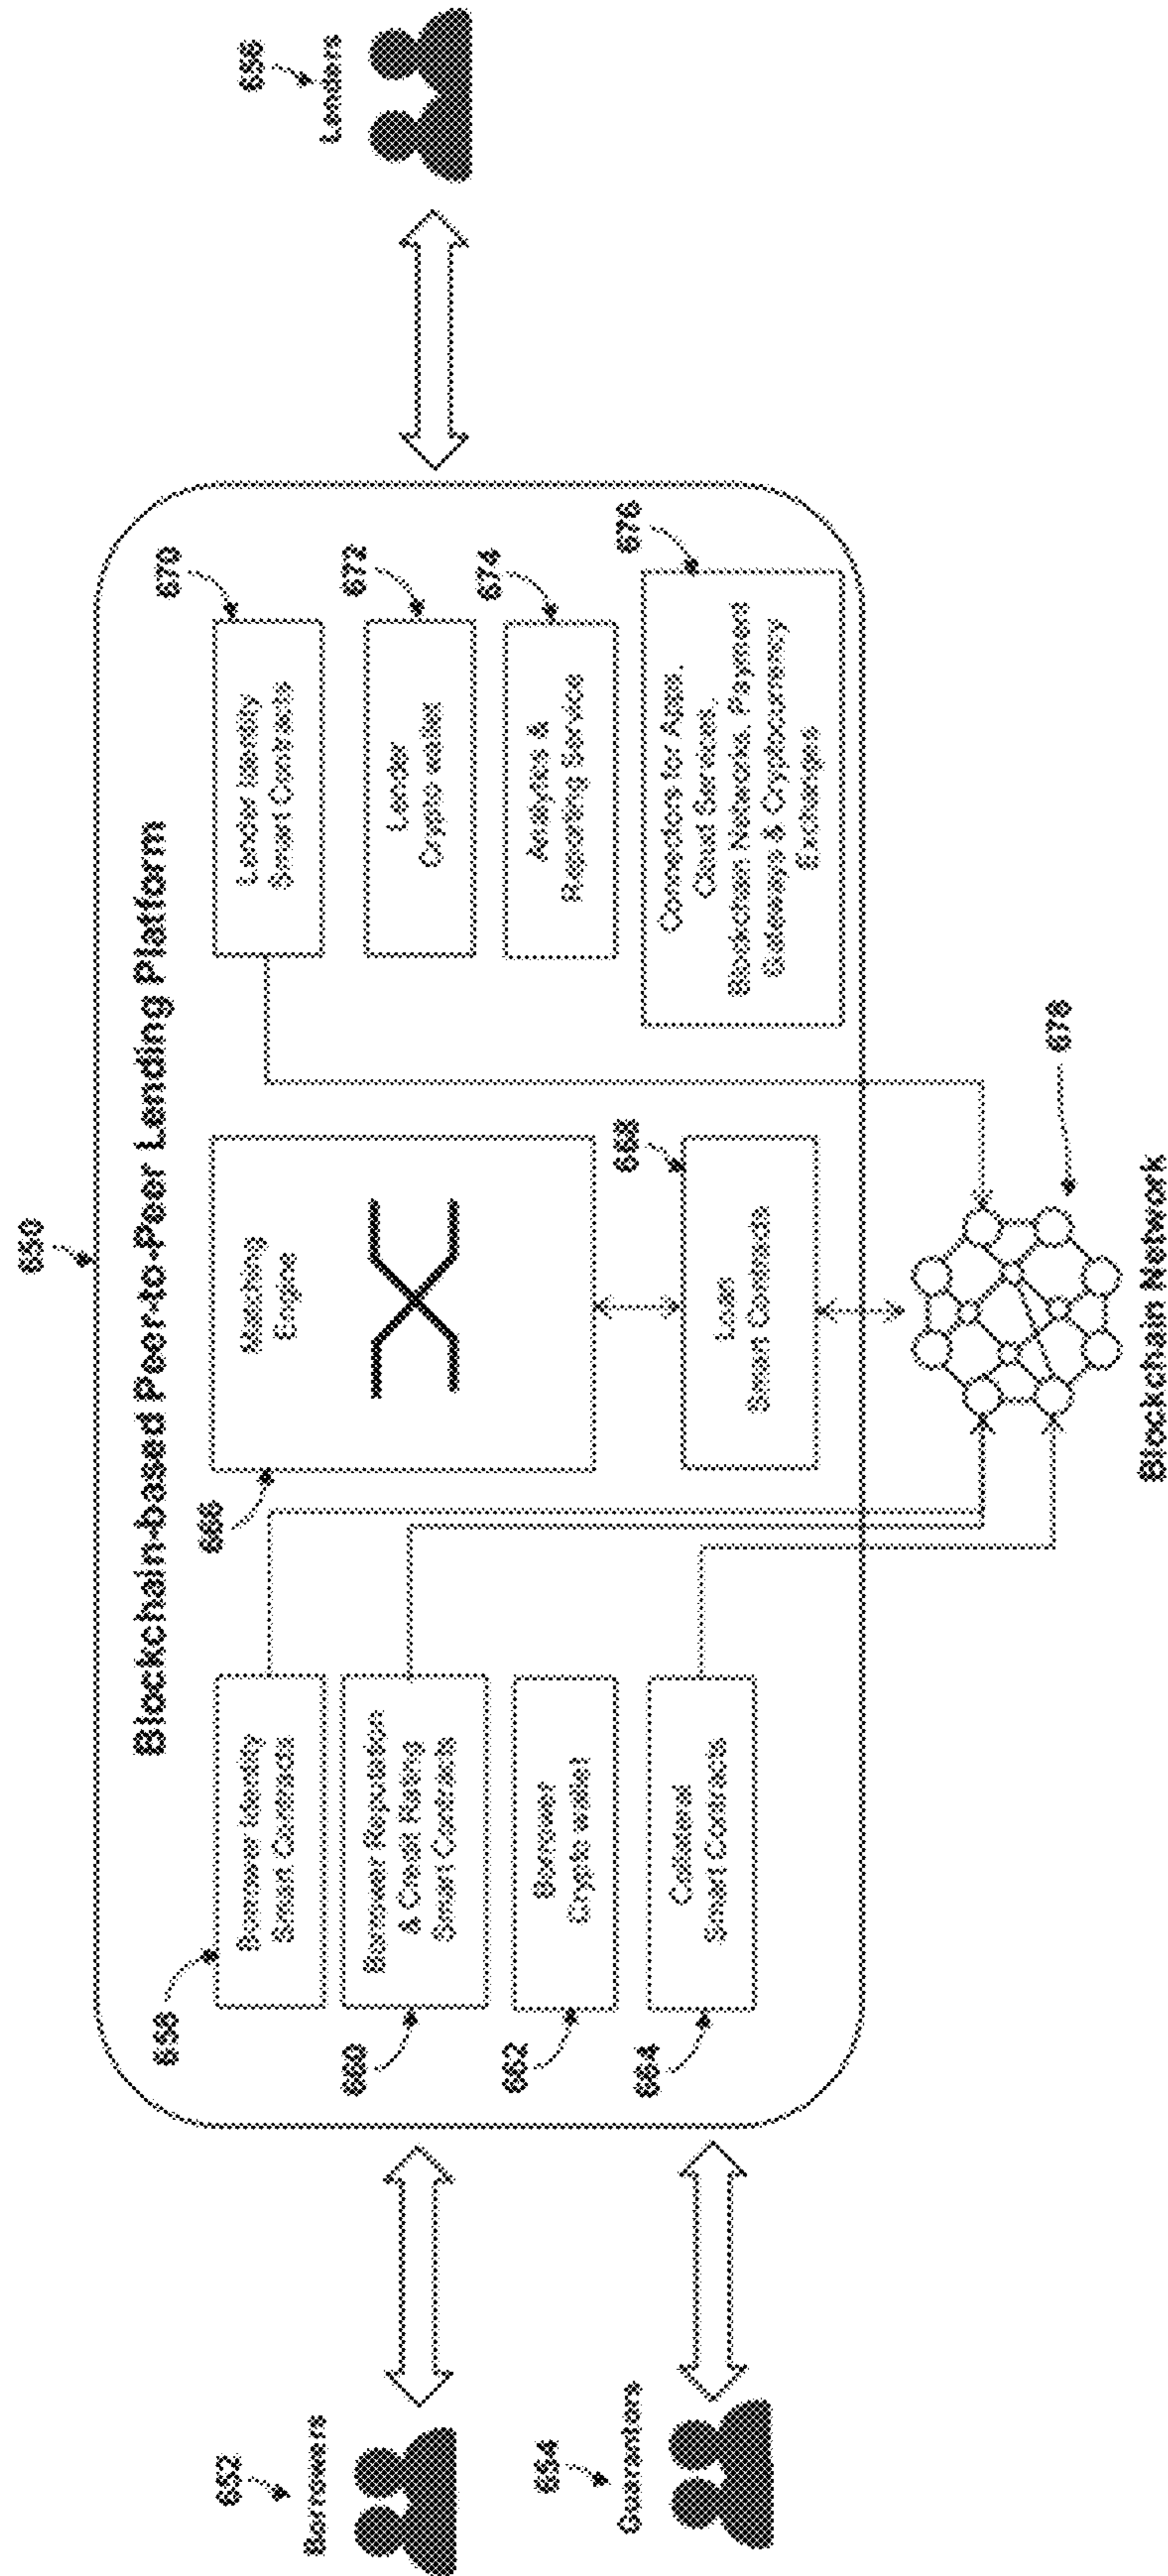 650
Blockchain-based Peer-to-Peer Lending Platform
652
Borrowers
654
Guarantors
656
Lenders
658
Borrower Identity
Smart Contracts
660
Borrower Reputation
& Credit Rating
Smart Contracts
662
Borrower
Crypto wallet
664
Collateral
Smart Contracts
666
Matching
Engine
668
Loan
Smart Contracts
670
Lender Identity
Smart Contracts
672
Lender
Crypto wallet
674
Analytics &
Reporting Service
676
Connectors for Apps,
Cloud Services,
Blockchain Networks, Payment
Gateways & Cryptocurrency
Exchanges
678
Blockchain Network